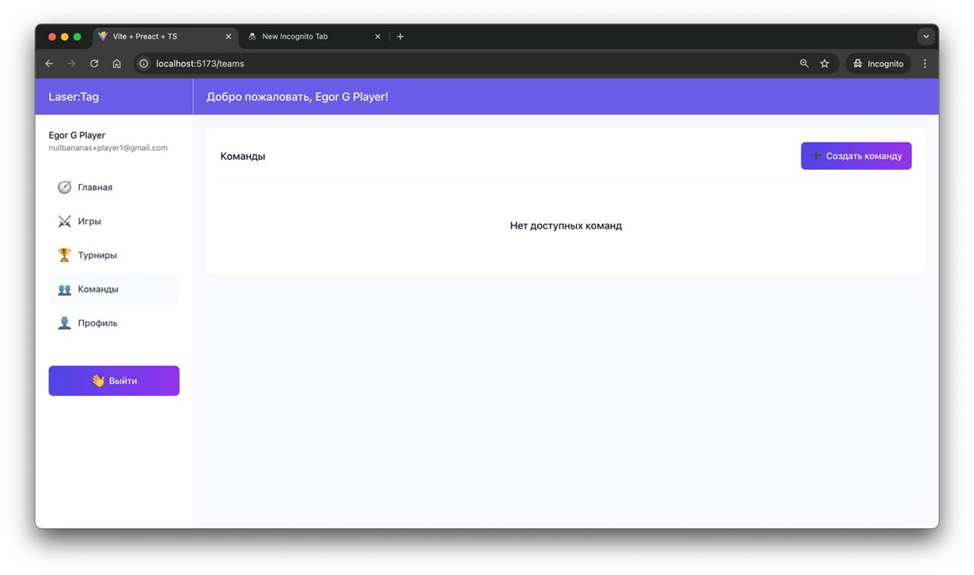 Vite + Preact + TS
New Incognito Tab
localhost:5173/teams
Incognito
Laser:Tag
Добро пожаловать, Egor G Player!
Egor G Player
nullbananas+player1@gmail.com
Главная
Игры
Турниры
Команды
Профиль
Выйти
Команды
Создать команду
Нет доступных команд